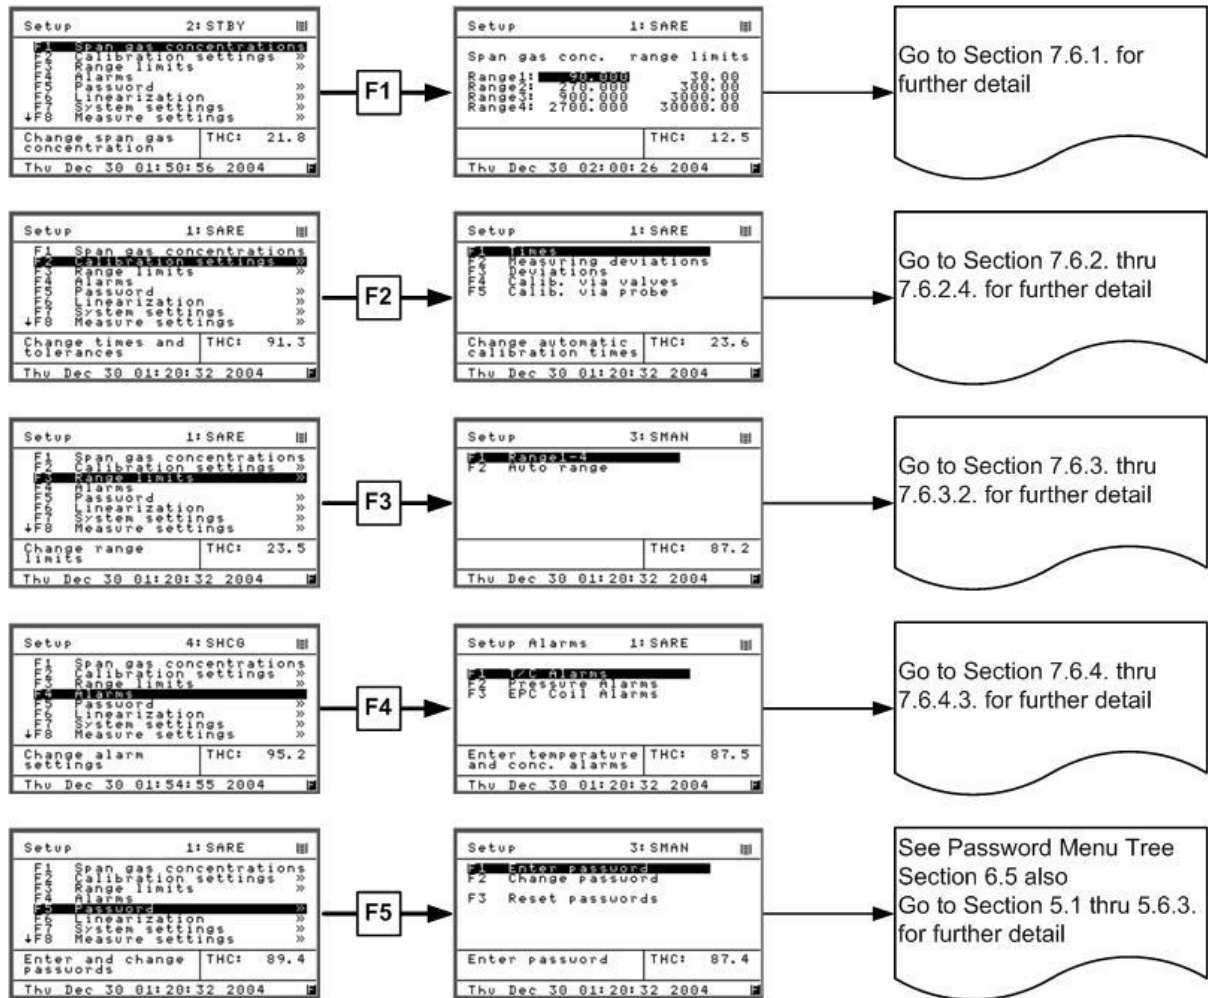 Setup 2:STBY
F1 Span gas concentrations
F2 Calibration settings »
F3 Range limits »
F4 Alarms
F5 Password »
F6 Linearization »
F7 System settings »
↓F8 Measure settings »
Change span gas concentration THC: 21.8
Thu Dec 30 01:50:56 2004
F1
Setup 1:SARE
Span gas conc. range limits
Range1: 90.000 30.00
Range2: 270.000 300.00
Range3: 900.000 3000.00
Range4: 2700.000 30000.00
THC: 12.5
Thu Dec 30 02:00:26 2004
Go to Section 7.6.1. for
further detail
Setup 1:SARE
F1 Span gas concentrations
F2 Calibration settings »
F3 Range limits »
F4 Alarms
F5 Password »
F6 Linearization »
F7 System settings »
↓F8 Measure settings »
Change times and tolerances THC: 91.3
Thu Dec 30 01:20:32 2004
F2
Setup 1:SARE
F1 Times
F2 Measuring deviations
F3 Deviations
F4 Calib. via valves
F5 Calib. via probe
Change automatic calibration times THC: 23.6
Thu Dec 30 01:20:32 2004
Go to Section 7.6.2. thru
7.6.2.4. for further detail
Setup 1:SARE
F1 Span gas concentrations
F2 Calibration settings »
F3 Range limits »
F4 Alarms
F5 Password »
F6 Linearization »
F7 System settings »
↓F8 Measure settings »
Change range limits THC: 23.5
Thu Dec 30 01:20:32 2004
F3
Setup 3:SMAN
F1 Range1-4
F2 Auto range
THC: 87.2
Thu Dec 30 01:20:32 2004
Go to Section 7.6.3. thru
7.6.3.2. for further detail
Setup 4:SHCG
F1 Span gas concentrations
F2 Calibration settings »
F3 Range limits »
F4 Alarms
F5 Password »
F6 Linearization »
F7 System settings »
↓F8 Measure settings »
Change alarm settings THC: 95.2
Thu Dec 30 01:54:55 2004
F4
Setup Alarms 1:SARE
F1 T/C Alarms
F2 Pressure Alarms
F3 EPC Coil Alarms
Enter temperature and conc. alarms THC: 87.5
Thu Dec 30 01:20:32 2004
Go to Section 7.6.4. thru
7.6.4.3. for further detail
Setup 1:SARE
F1 Span gas concentrations
F2 Calibration settings »
F3 Range limits »
F4 Alarms
F5 Password »
F6 Linearization »
F7 System settings »
↓F8 Measure settings »
Enter and change passwords THC: 89.4
Thu Dec 30 01:20:32 2004
F5
Setup 3:SMAN
F1 Enter password
F2 Change password
F3 Reset passwords
Enter password THC: 87.4
Thu Dec 30 01:20:32 2004
See Password Menu Tree
Section 6.5 also
Go to Section 5.1 thru 5.6.3.
for further detail